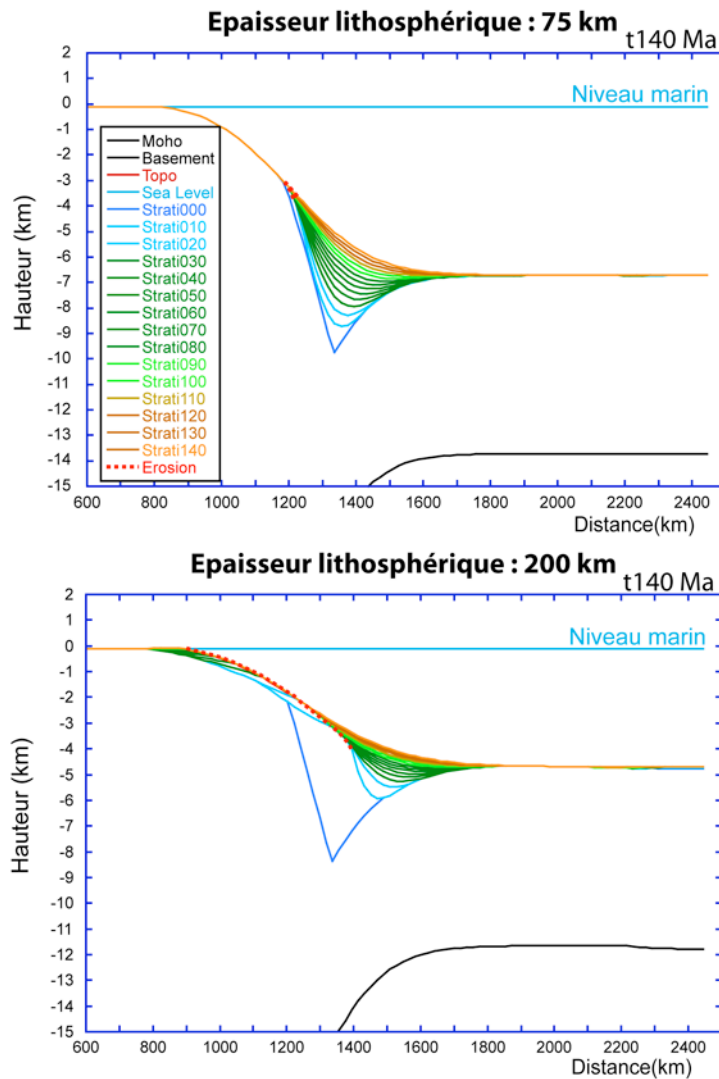 Epaisseur lithosphérique : 75 km
t140 Ma
2
1
0
-1
-2
-3
-4
-5
-6
-7
-8
-9
-10
-11
-12
-13
-14
-15
Hauteur (km)
Niveau marin
Moho
Basement
Topo
Sea Level
Strati000
Strati010
Strati020
Strati030
Strati040
Strati050
Strati060
Strati070
Strati080
Strati090
Strati100
Strati110
Strati120
Strati130
Strati140
Erosion
600 800 1000 1200 1400 1600 1800 2000 2200 2400
Distance(km)
Epaisseur lithosphérique : 200 km
t140 Ma
2
1
0
-1
-2
-3
-4
-5
-6
-7
-8
-9
-10
-11
-12
-13
-14
-15
Hauteur (km)
Niveau marin
600 800 1000 1200 1400 1600 1800 2000 2200 2400
Distance(km)